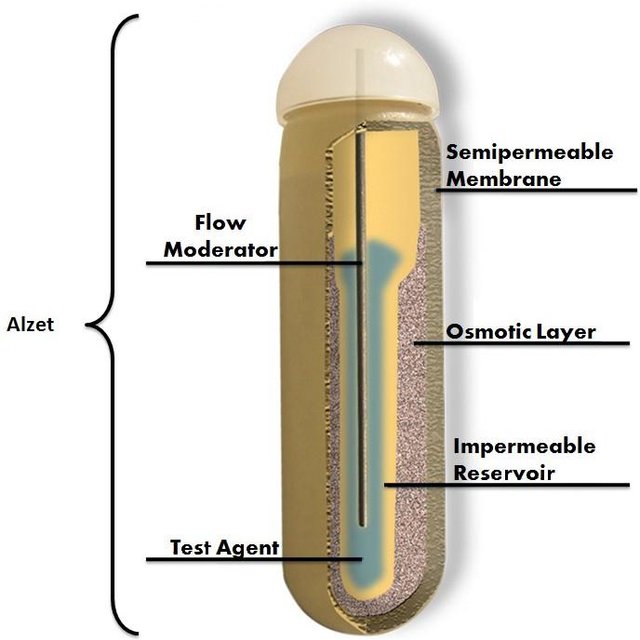 Semipermeable
Membrane
Flow
Moderator
Alzet
Osmotic Layer
Impermeable
Reservoir
Test Agent